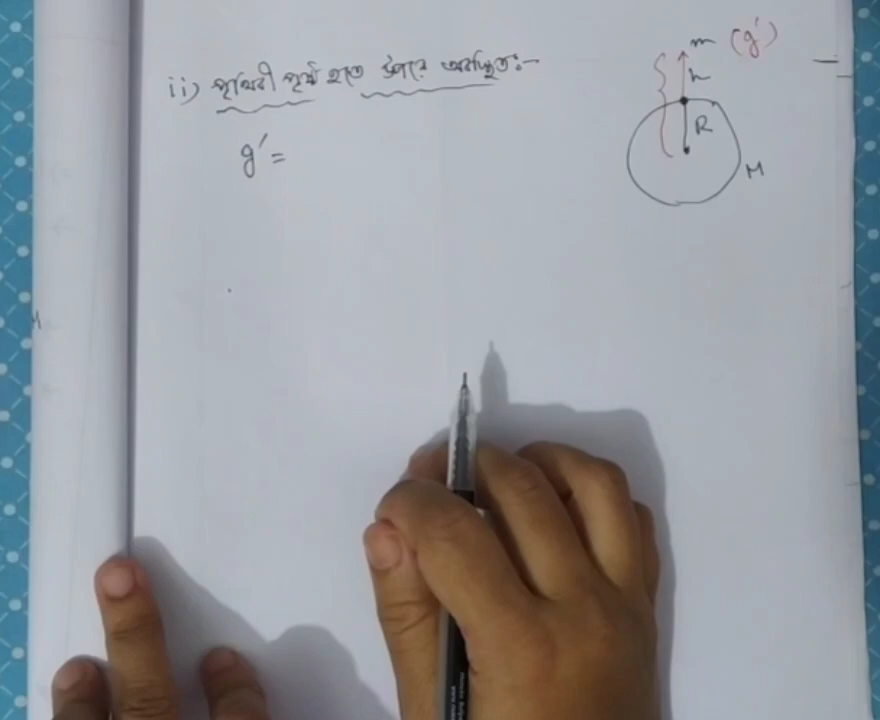 ii) পৃথিবী পৃষ্ঠ হতে উপরে অবস্থিতঃ-
g′ =
m (g′)
h
R
M